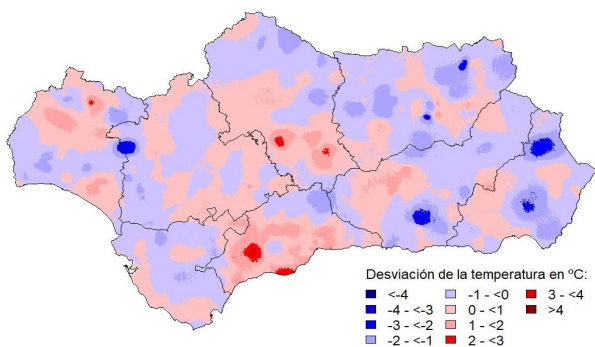 Desviación de la temperatura en ºC:
<-4 -1 - <0 3 - <4
-4 - <-3 0 - <1 >4
-3 - <-2 1 - <2
-2 - <-1 2 - <3